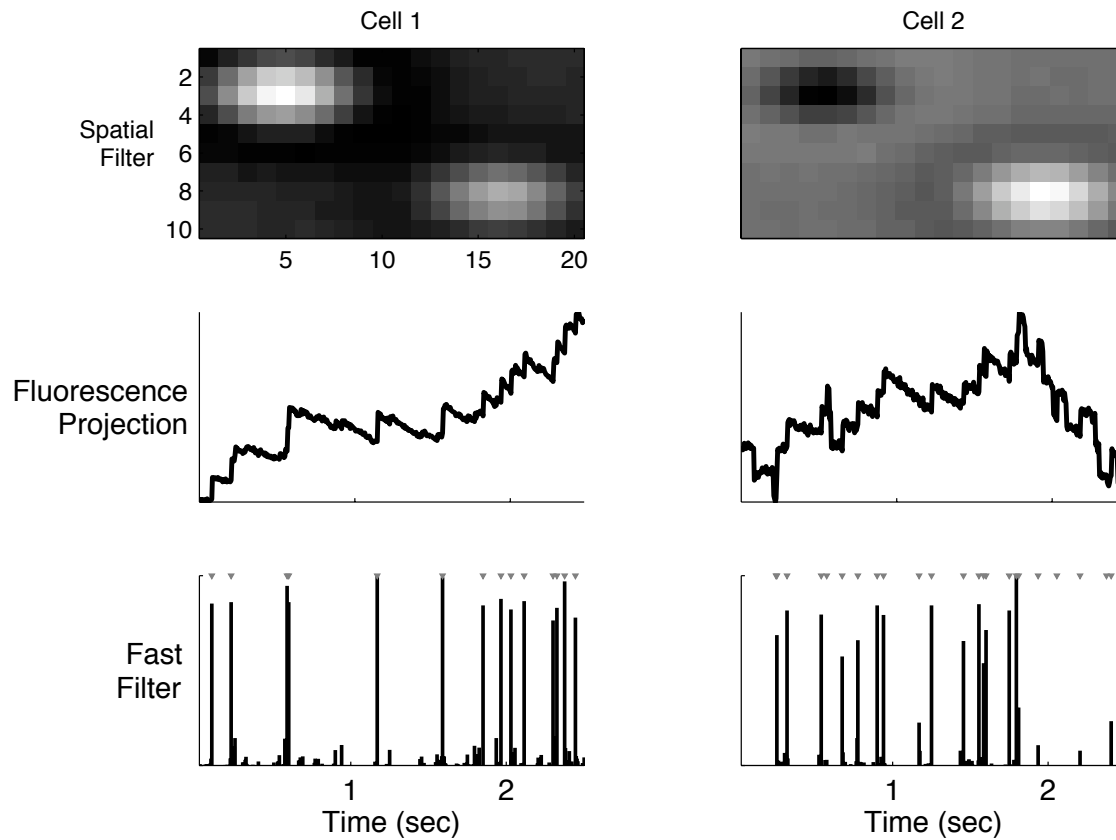 Cell 1
Cell 2
Spatial
Filter
2
4
6
8
10
5
10
15
20
Fluorescence
Projection
Fast
Filter
1
2
1
2
Time (sec)
Time (sec)